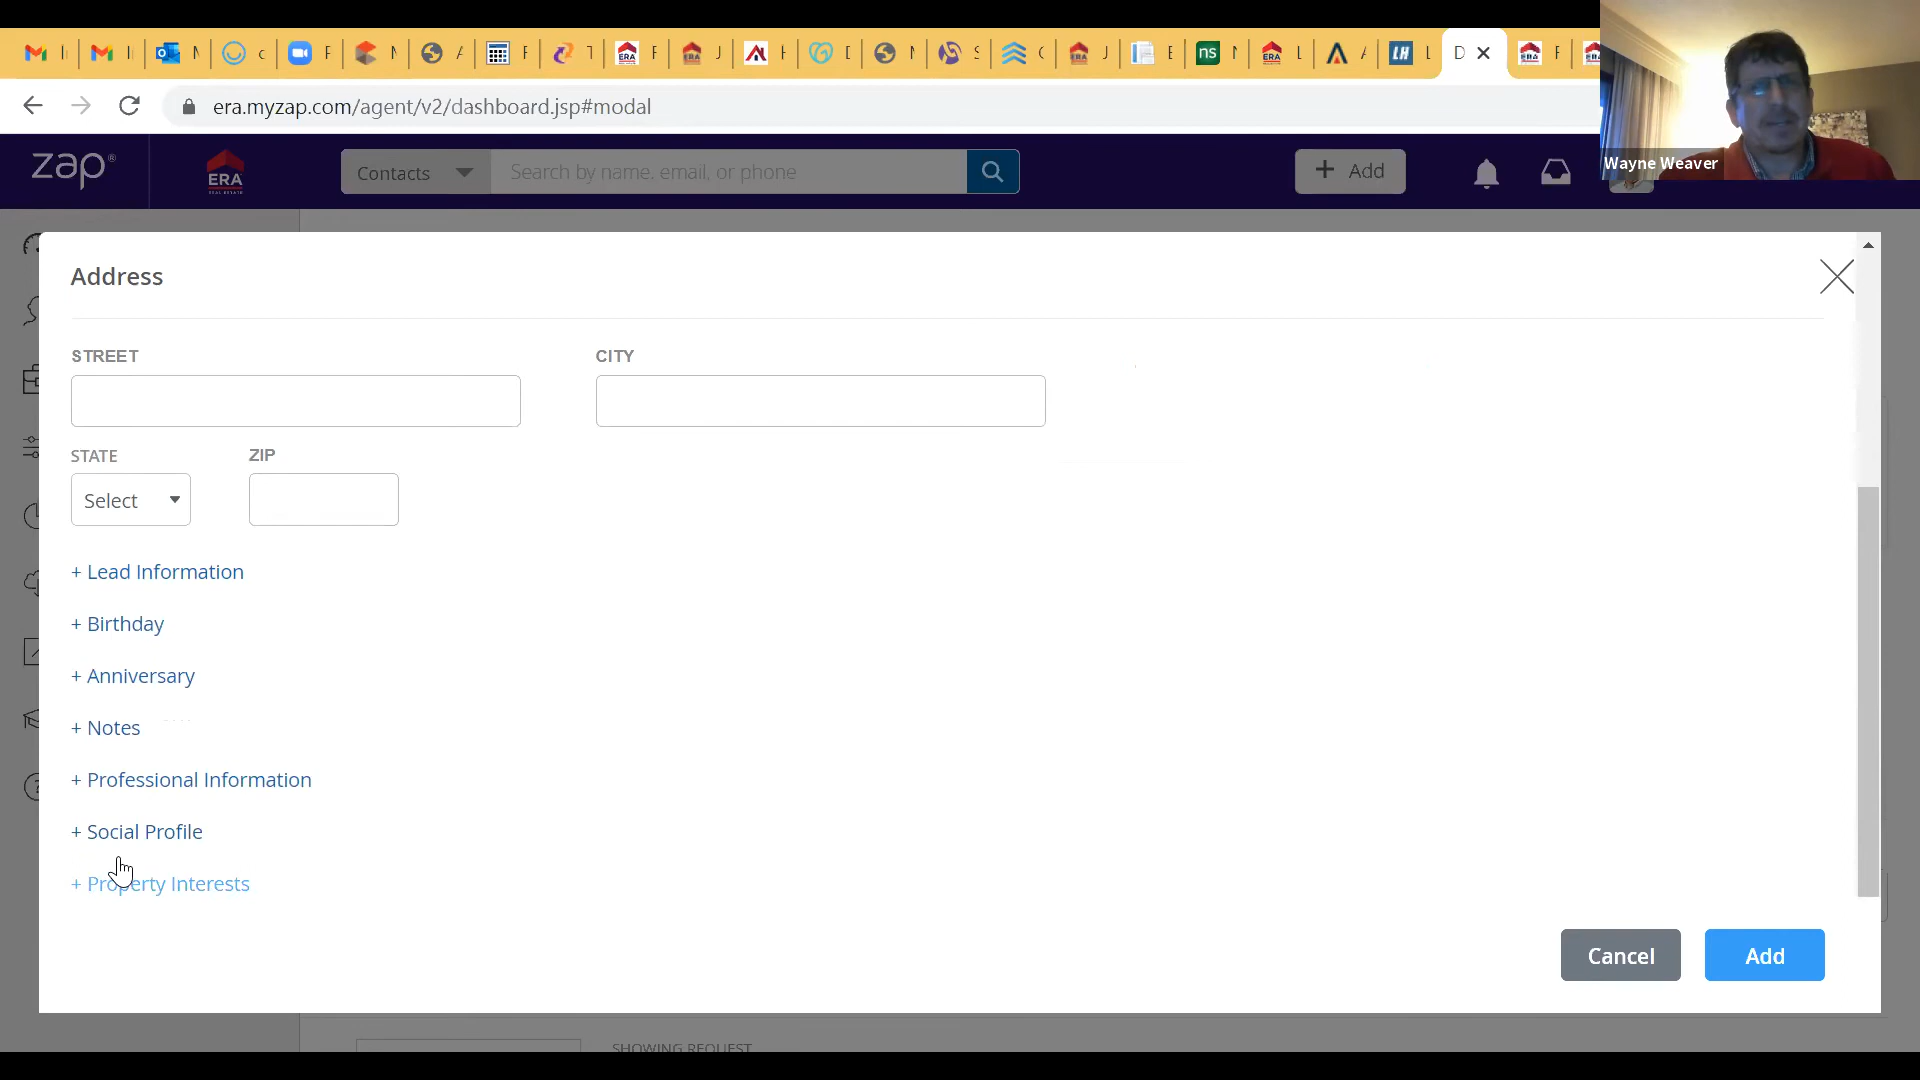 era.myzap.com/agent/v2/dashboard.jsp#modal
Wayne Weaver
zap
ERA
REAL ESTATE
Contacts
Search by name, email, or phone
+ Add
Address
STREET
CITY
STATE
ZIP
Select
+ Lead Information
+ Birthday
+ Anniversary
+ Notes
+ Professional Information
+ Social Profile
+ Property Interests
Cancel
Add
SHOWING REQUEST